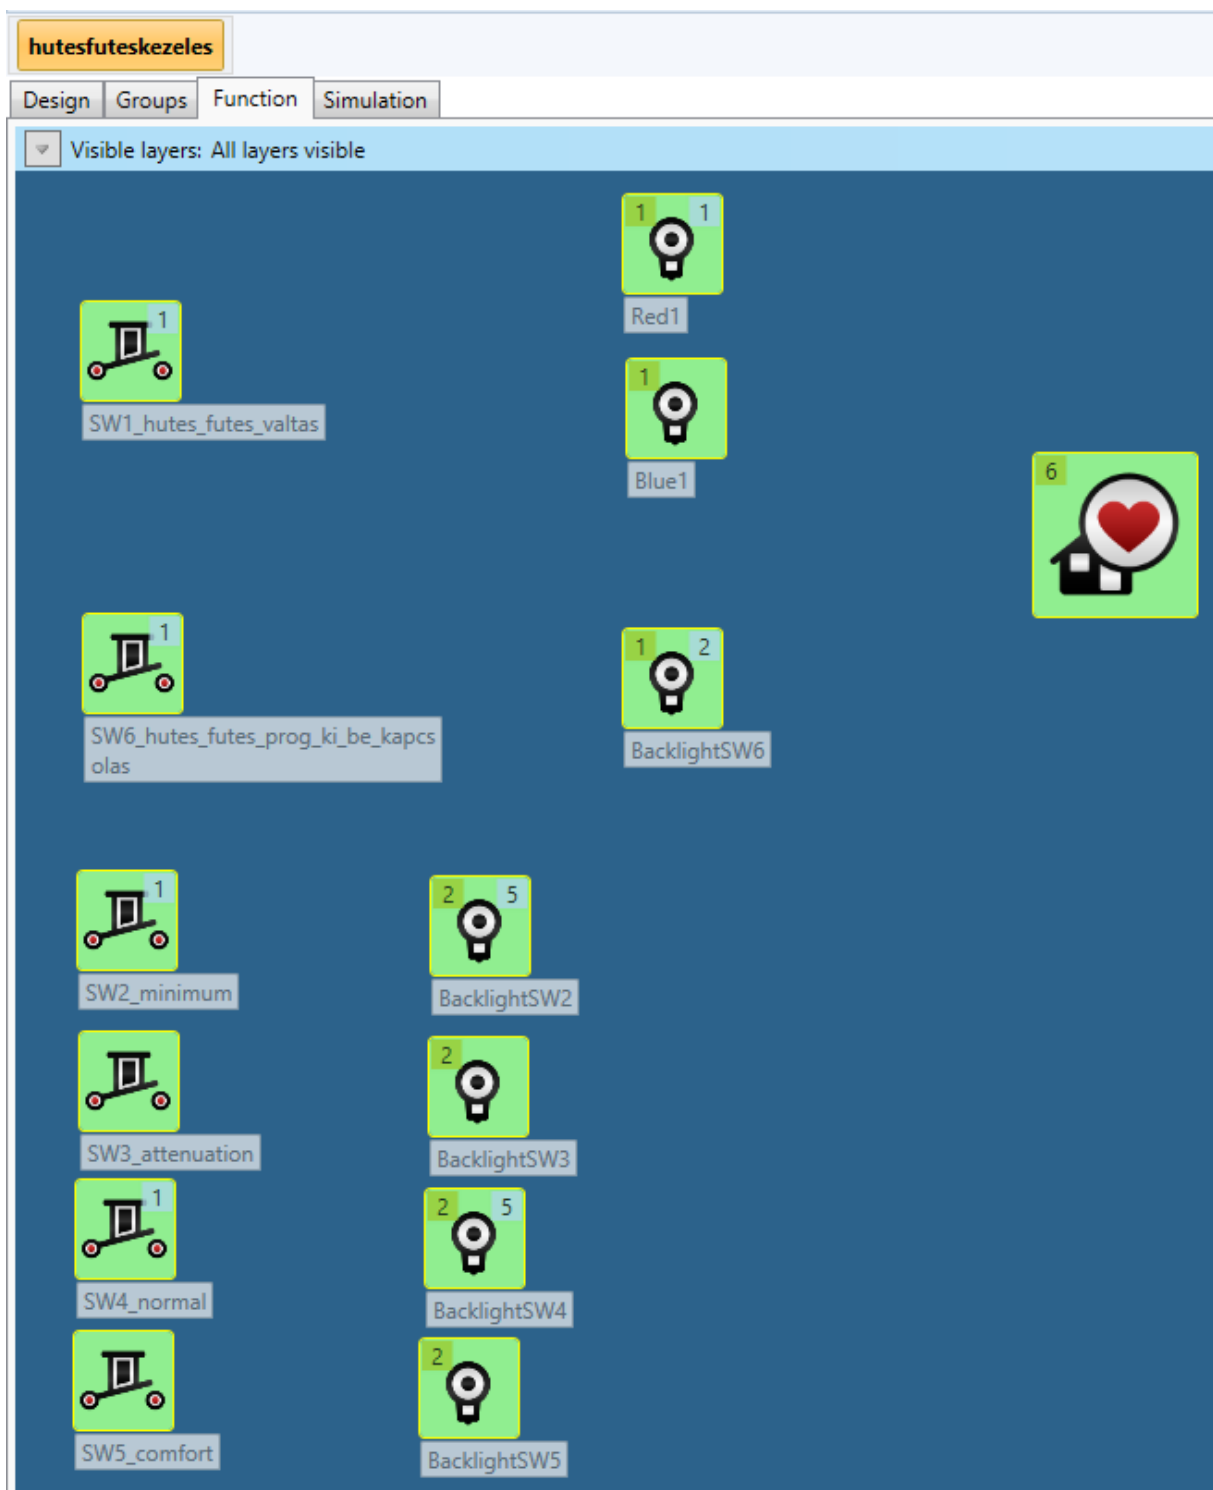 hutesfuteskezeles
Design Groups Function Simulation
Visible layers: All layers visible
1 1
Red1
1
SW1_hutes_futes_valtas
1
Blue1
6
1
SW6_hutes_futes_prog_ki_be_kapcs
olas
1 2
BacklightSW6
1
SW2_minimum
2 5
BacklightSW2
SW3_attenuation
2
BacklightSW3
1
SW4_normal
2 5
BacklightSW4
SW5_comfort
2
BacklightSW5